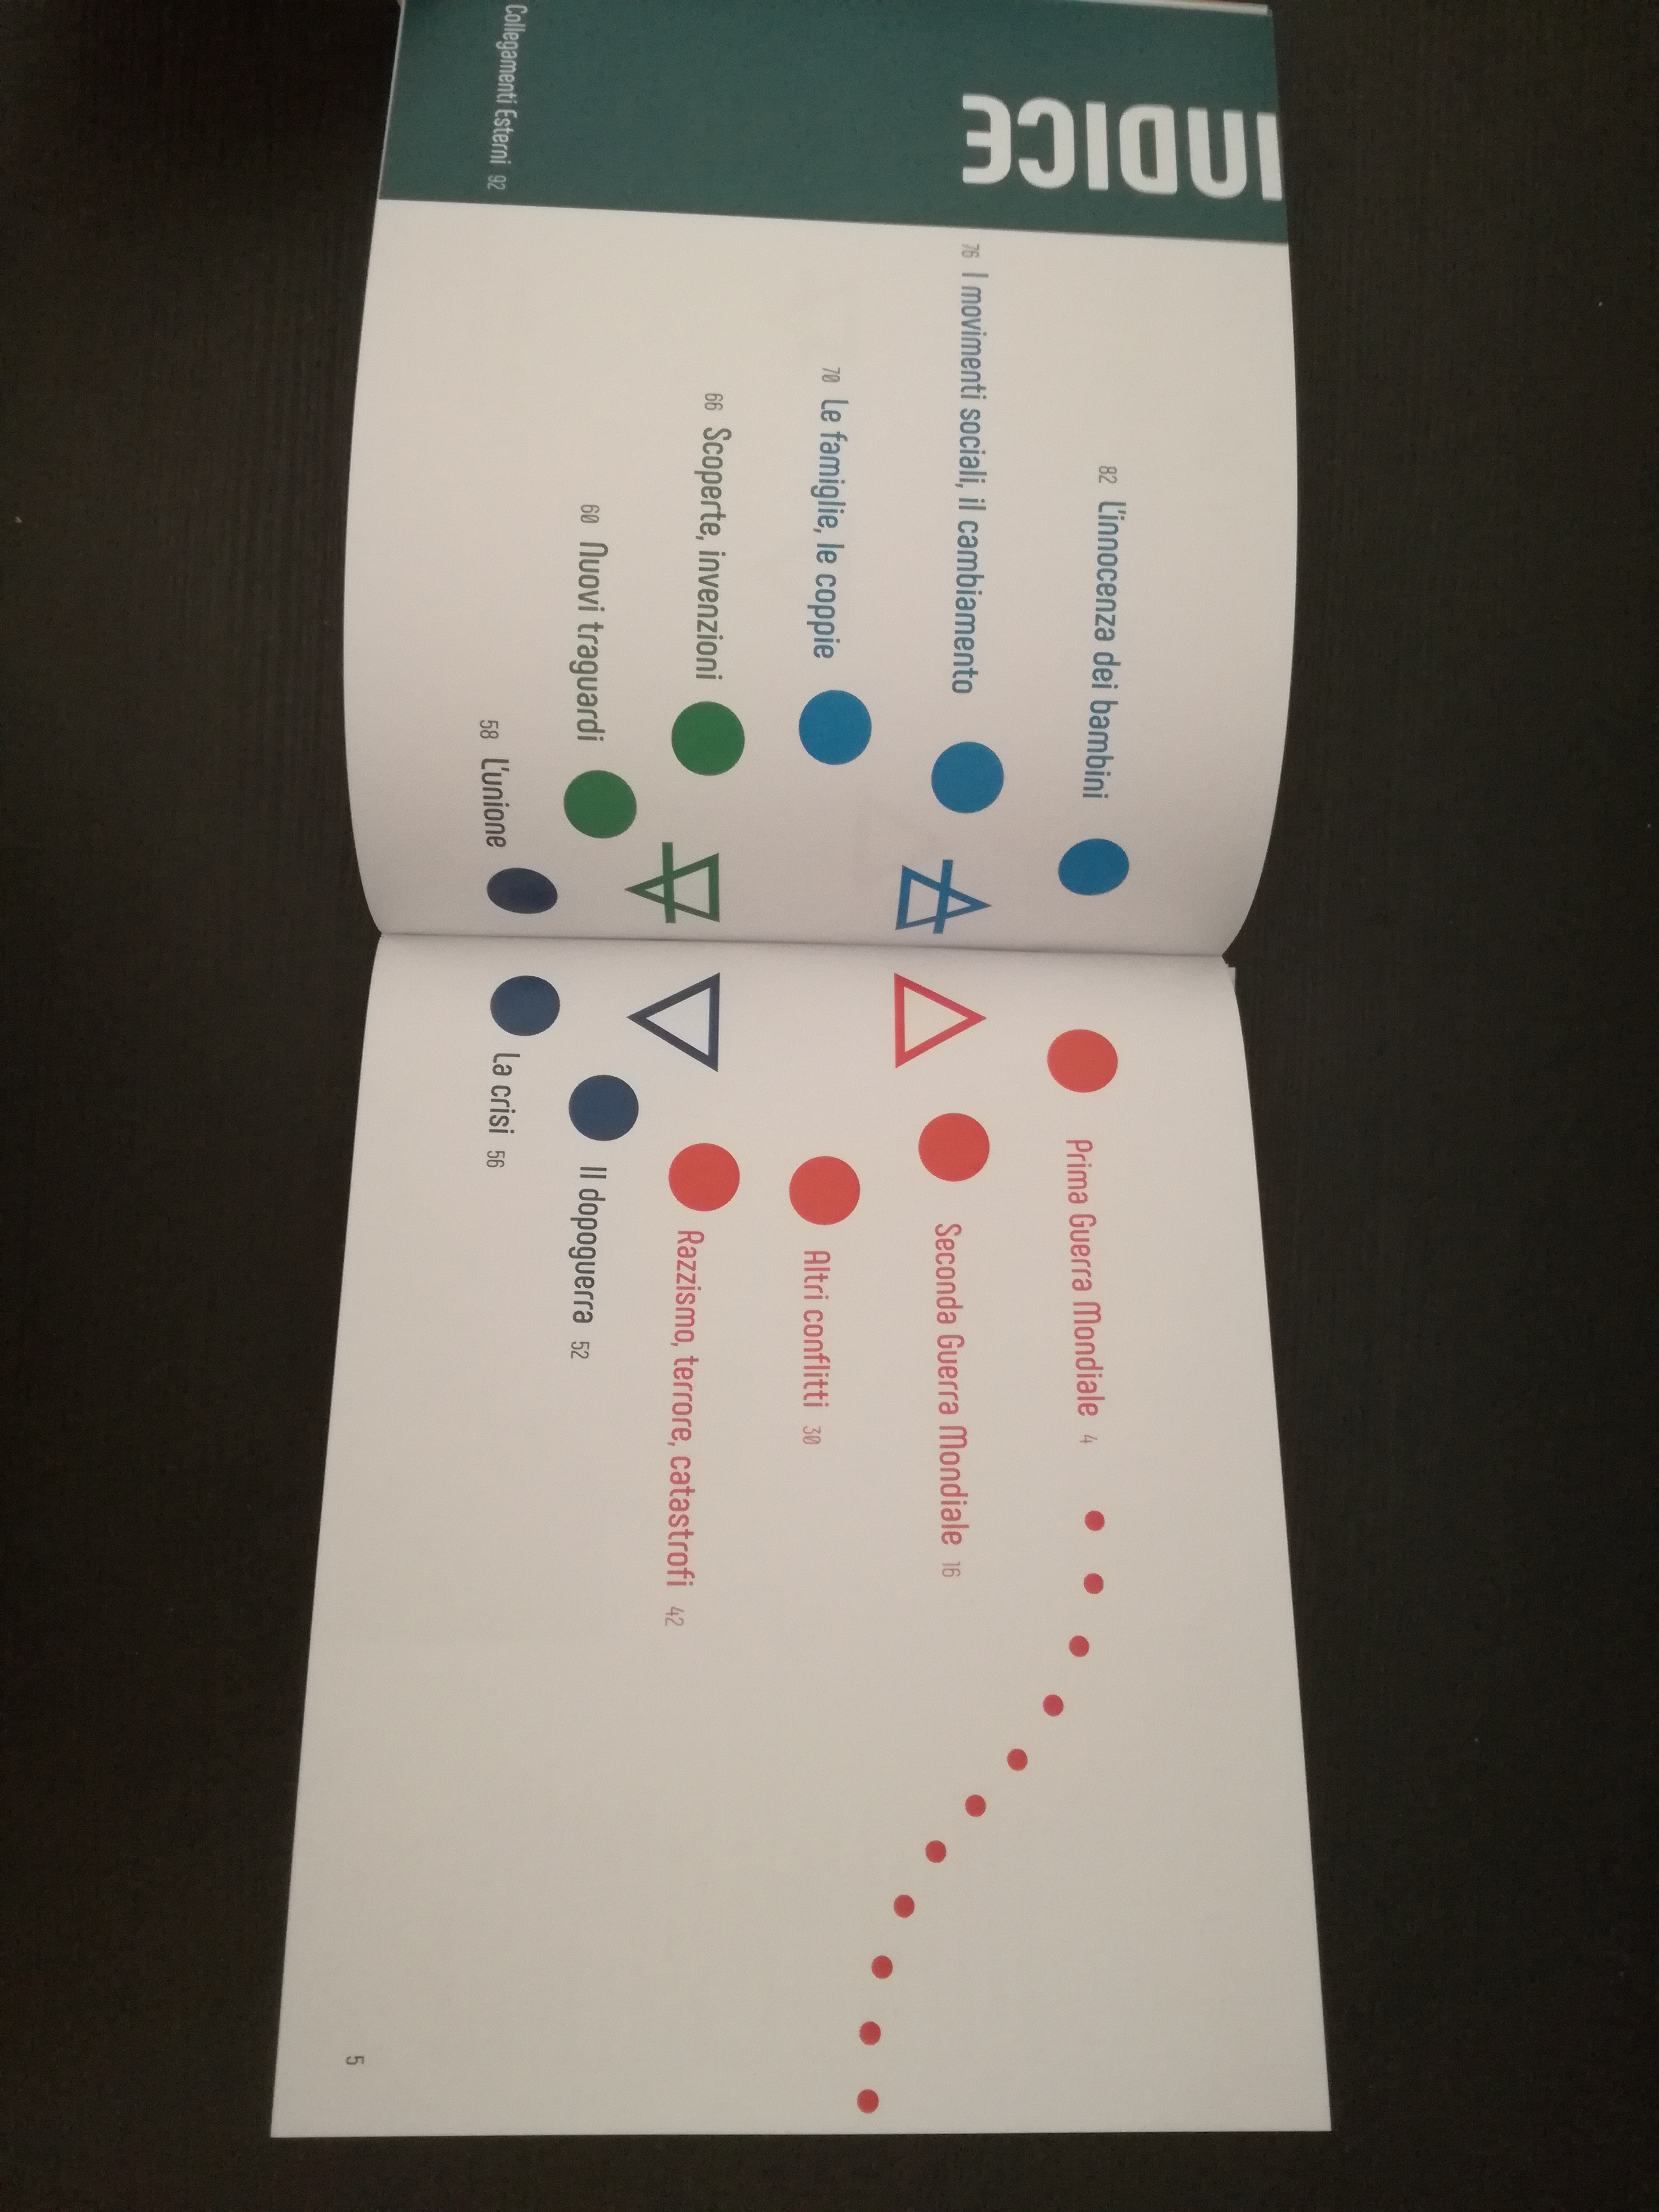 INDICE
82 L'innocenza dei bambini
76 I movimenti sociali, il cambiamento
70 Le famiglie, le coppie
66 Scoperte, invenzioni
60 Nuovi traguardi
58 L'unione
Collegamenti Esterni 92
Prima Guerra Mondiale 4
Seconda Guerra Mondiale 16
Altri conflitti 30
Razzismo, terrore, catastrofi 42
Il dopoguerra 52
La crisi 56
5